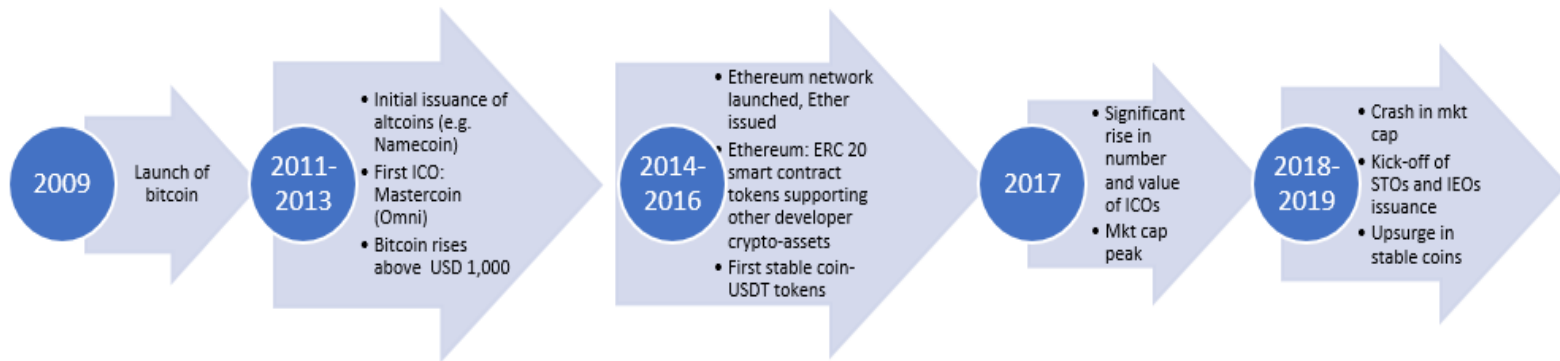 2009
Launch of
bitcoin
2011-
2013
• Initial issuance of
altcoins (e.g.
Namecoin)
• First ICO:
Mastercoin
(Omni)
• Bitcoin rises
above USD 1,000
2014-
2016
• Ethereum network
launched, Ether
issued
• Ethereum: ERC 20
smart contract
tokens supporting
other developer
crypto-assets
• First stable coin-
USDT tokens
2017
• Significant
rise in
number
and value
of ICOs
• Mkt cap
peak
2018-
2019
• Crash in mkt
cap
• Kick-off of
STOs and IEOs
issuance
• Upsurge in
stable coins